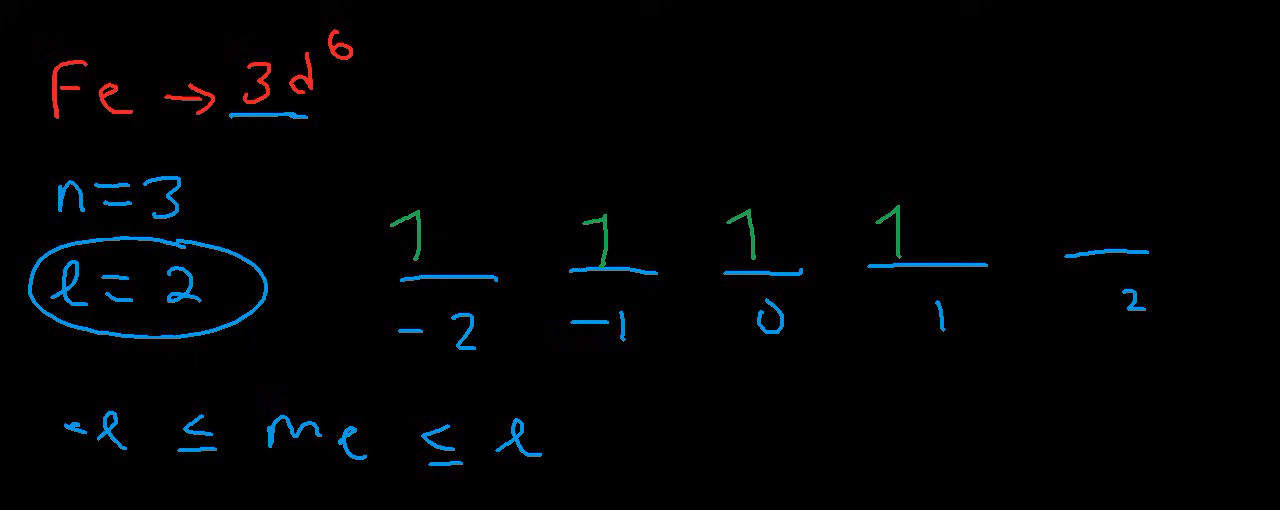 Fe → 3d⁶
n = 3
1 1 1 1
l = 2
-2 -1 0 1 2
-l ≤ mₗ ≤ l